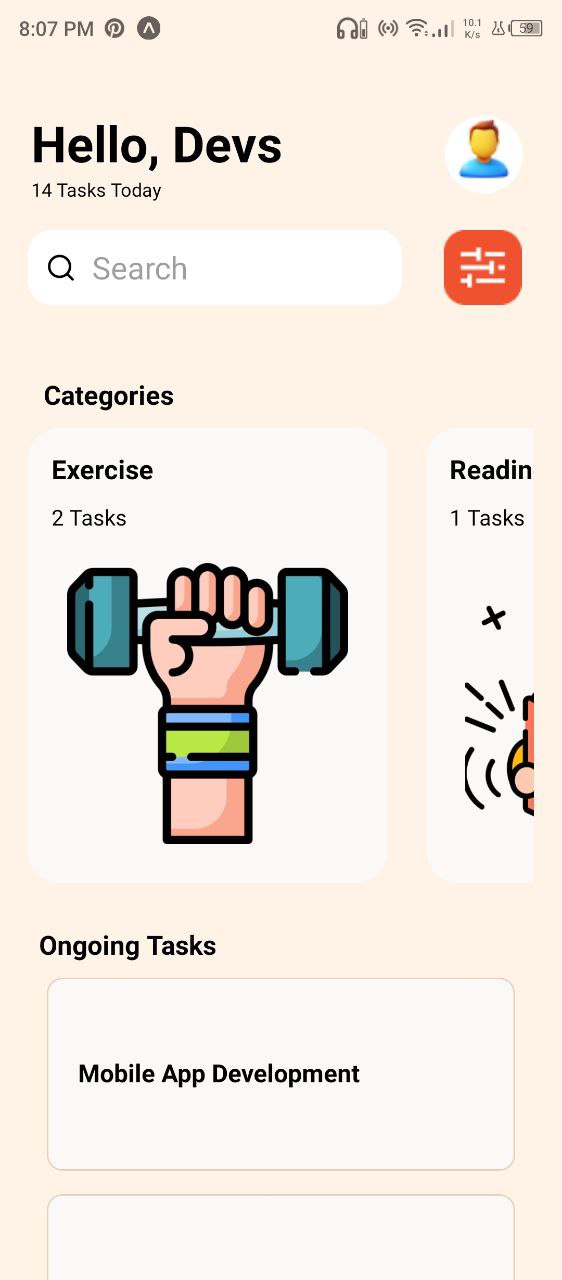 8:07 PM
10.1
K/s
59
Hello, Devs
14 Tasks Today
Search
Categories
Exercise
2 Tasks
Readin
1 Tasks
Ongoing Tasks
Mobile App Development